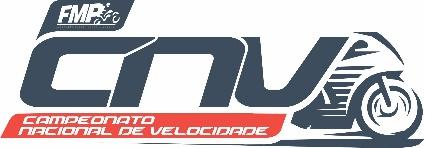 FMP
CNV
CAMPEONATO
NACIONAL DE VELOCIDADE